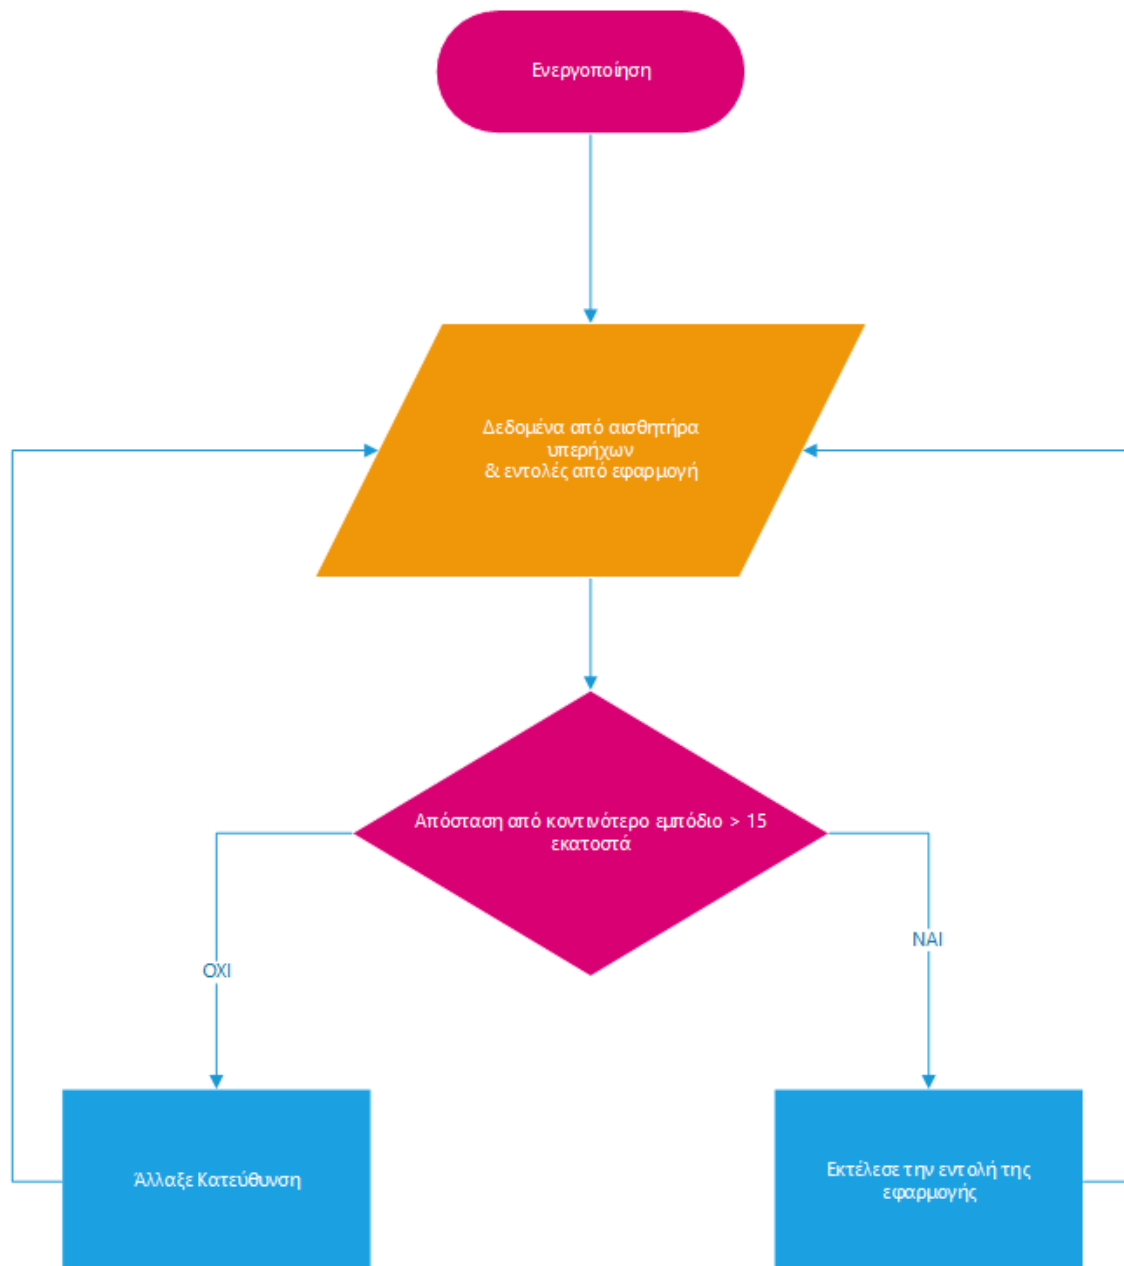 Ενεργοποίηση
Δεδομένα από αισθητήρα
υπερήχων
& εντολές από εφαρμογή
Απόσταση από κοντινότερο εμπόδιο > 15
εκατοστά
ΟΧΙ
ΝΑΙ
Άλλαξε Κατεύθυνση
Εκτέλεσε την εντολή της
εφαρμογής